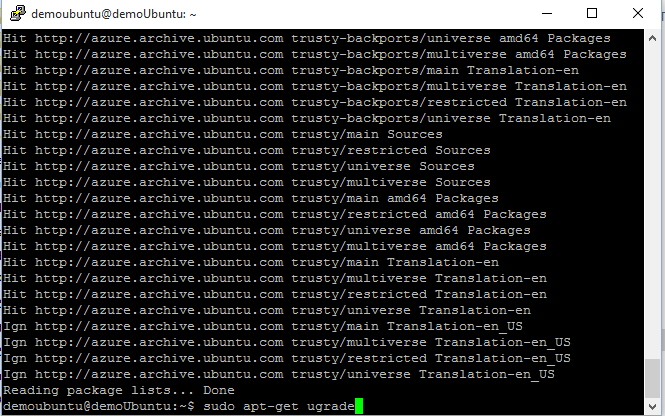 demoubuntu@demoUbuntu: ~
Hit http://azure.archive.ubuntu.com trusty-backports/universe amd64 Packages
Hit http://azure.archive.ubuntu.com trusty-backports/multiverse amd64 Packages
Hit http://azure.archive.ubuntu.com trusty-backports/main Translation-en
Hit http://azure.archive.ubuntu.com trusty-backports/multiverse Translation-en
Hit http://azure.archive.ubuntu.com trusty-backports/restricted Translation-en
Hit http://azure.archive.ubuntu.com trusty-backports/universe Translation-en
Hit http://azure.archive.ubuntu.com trusty/main Sources
Hit http://azure.archive.ubuntu.com trusty/restricted Sources
Hit http://azure.archive.ubuntu.com trusty/universe Sources
Hit http://azure.archive.ubuntu.com trusty/multiverse Sources
Hit http://azure.archive.ubuntu.com trusty/main amd64 Packages
Hit http://azure.archive.ubuntu.com trusty/restricted amd64 Packages
Hit http://azure.archive.ubuntu.com trusty/universe amd64 Packages
Hit http://azure.archive.ubuntu.com trusty/multiverse amd64 Packages
Hit http://azure.archive.ubuntu.com trusty/main Translation-en
Hit http://azure.archive.ubuntu.com trusty/multiverse Translation-en
Hit http://azure.archive.ubuntu.com trusty/restricted Translation-en
Hit http://azure.archive.ubuntu.com trusty/universe Translation-en
Ign http://azure.archive.ubuntu.com trusty/main Translation-en_US
Ign http://azure.archive.ubuntu.com trusty/multiverse Translation-en_US
Ign http://azure.archive.ubuntu.com trusty/restricted Translation-en_US
Ign http://azure.archive.ubuntu.com trusty/universe Translation-en_US
Reading package lists... Done
demoubuntu@demoUbuntu:~$ sudo apt-get ugrade